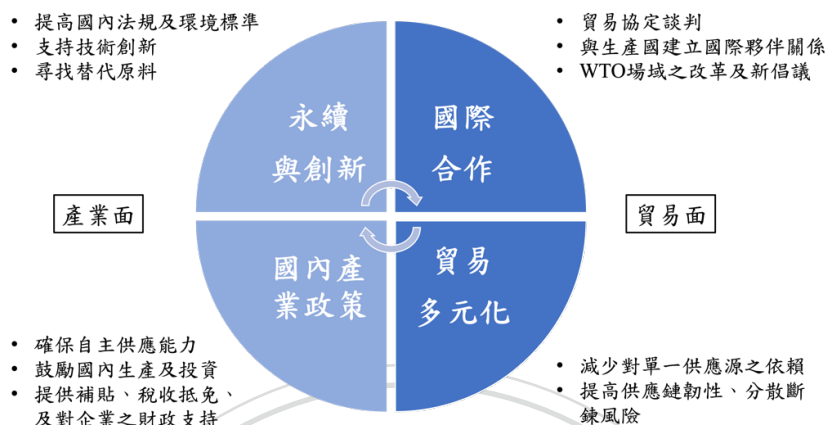 • 提高國內法規及環境標準
• 支持技術創新
• 尋找替代原料
• 貿易協定談判
• 與生產國建立國際夥伴關係
• WTO場域之改革及新倡議
永續
與創新
國際
合作
產業面
貿易面
國內產
業政策
貿易
多元化
• 確保自主供應能力
• 鼓勵國內生產及投資
• 提供補貼、稅收抵免、
及對企業之財政支持
• 減少對單一供應源之依賴
• 提高供應鏈韌性、分散斷
鍊風險